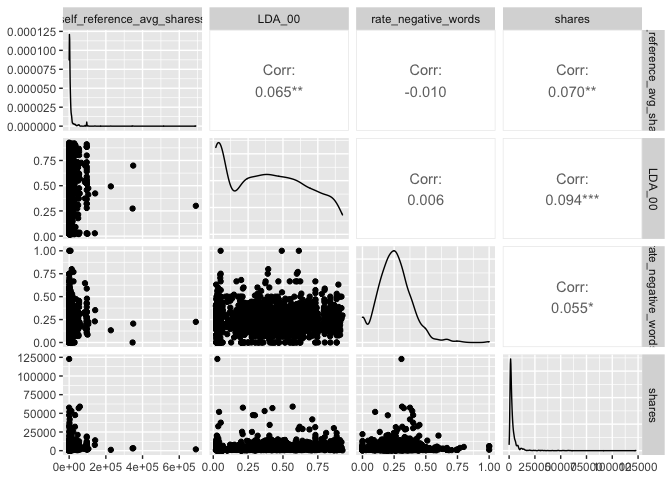 self_reference_avg_sharess LDA_00 rate_negative_words shares
0.000125
0.000100
0.000075
0.000050
0.000025
0.000000
Corr:
0.065**
Corr:
-0.010
Corr:
0.070**
_reference_avg_sha
0.75
0.50
0.25
0.00
Corr:
0.006
Corr:
0.094***
LDA_00
1.00
0.75
0.50
0.25
0.00
Corr:
0.055*
rate_negative_words
125000
100000
75000
50000
25000
0
shares
0e+00 2e+05 4e+05 6e+05
0.00 0.25 0.50 0.75
0.00 0.25 0.50 0.75 1.00
0 25000 50000 75000 100000 125000